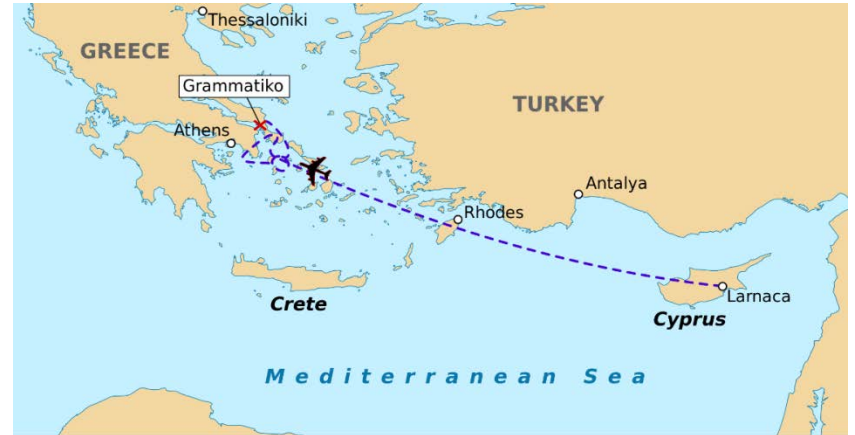 Thessaloniki
GREECE
Grammatiko
TURKEY
Athens
Antalya
Rhodes
Larnaca
Crete
Cyprus
Mediterranean Sea